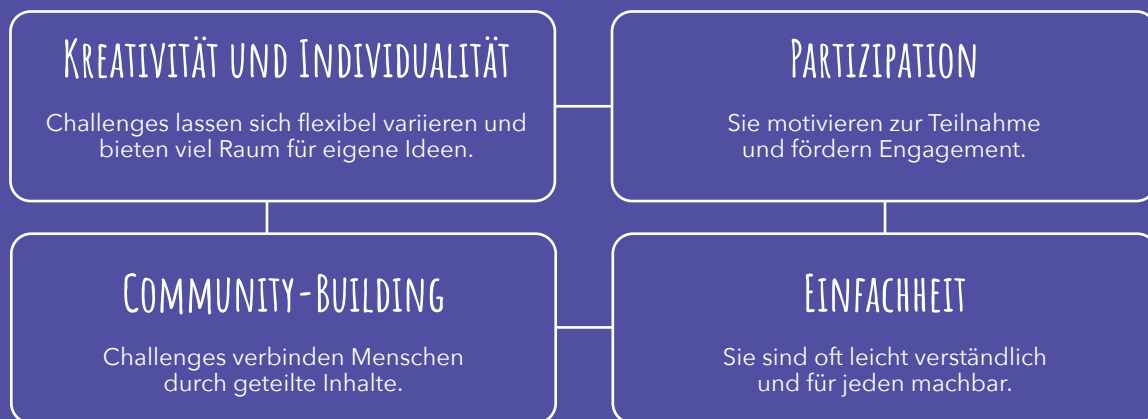 Kreativität und Individualität
Challenges lassen sich flexibel variieren und
bieten viel Raum für eigene Ideen.
Partizipation
Sie motivieren zur Teilnahme
und fördern Engagement.
Community-Building
Challenges verbinden Menschen
durch geteilte Inhalte.
Einfachheit
Sie sind oft leicht verständlich
und für jeden machbar.